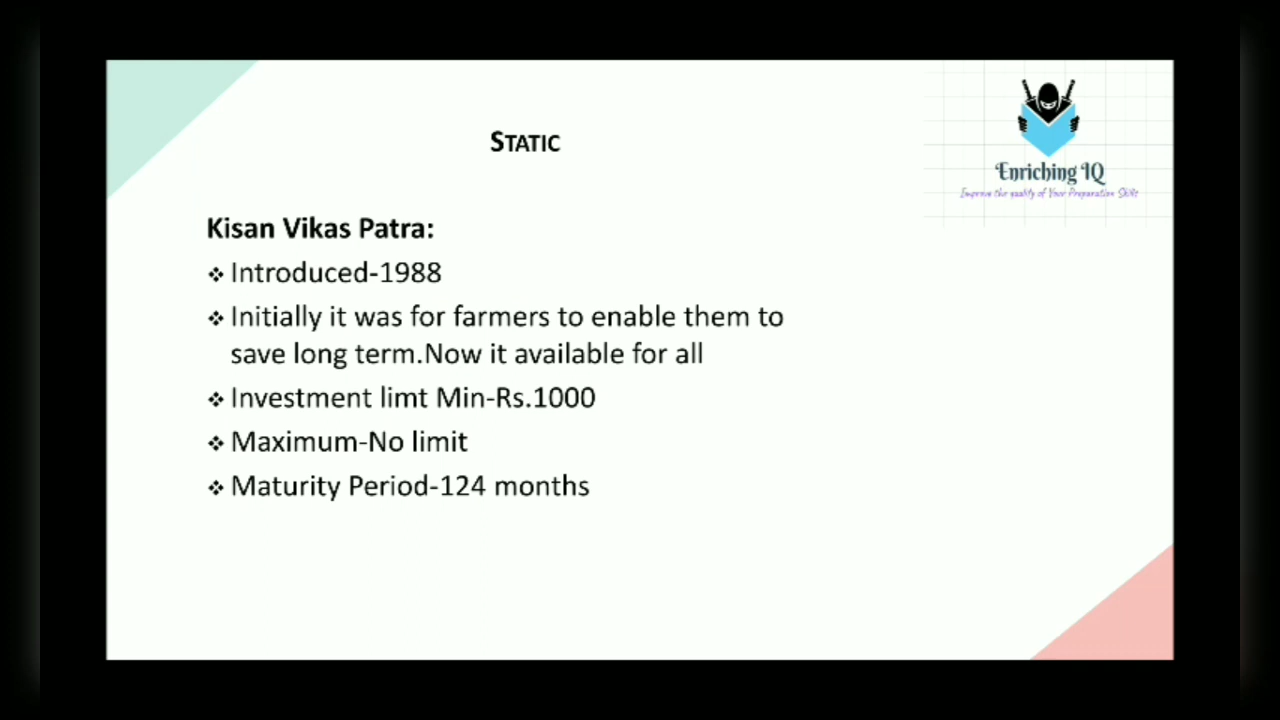 STATIC
Enriching IQ
Improve the quality of Your Preparation Skills
Kisan Vikas Patra:
❖ Introduced-1988
❖ Initially it was for farmers to enable them to
save long term.Now it available for all
❖ Investment limt Min-Rs.1000
❖ Maximum-No limit
❖ Maturity Period-124 months